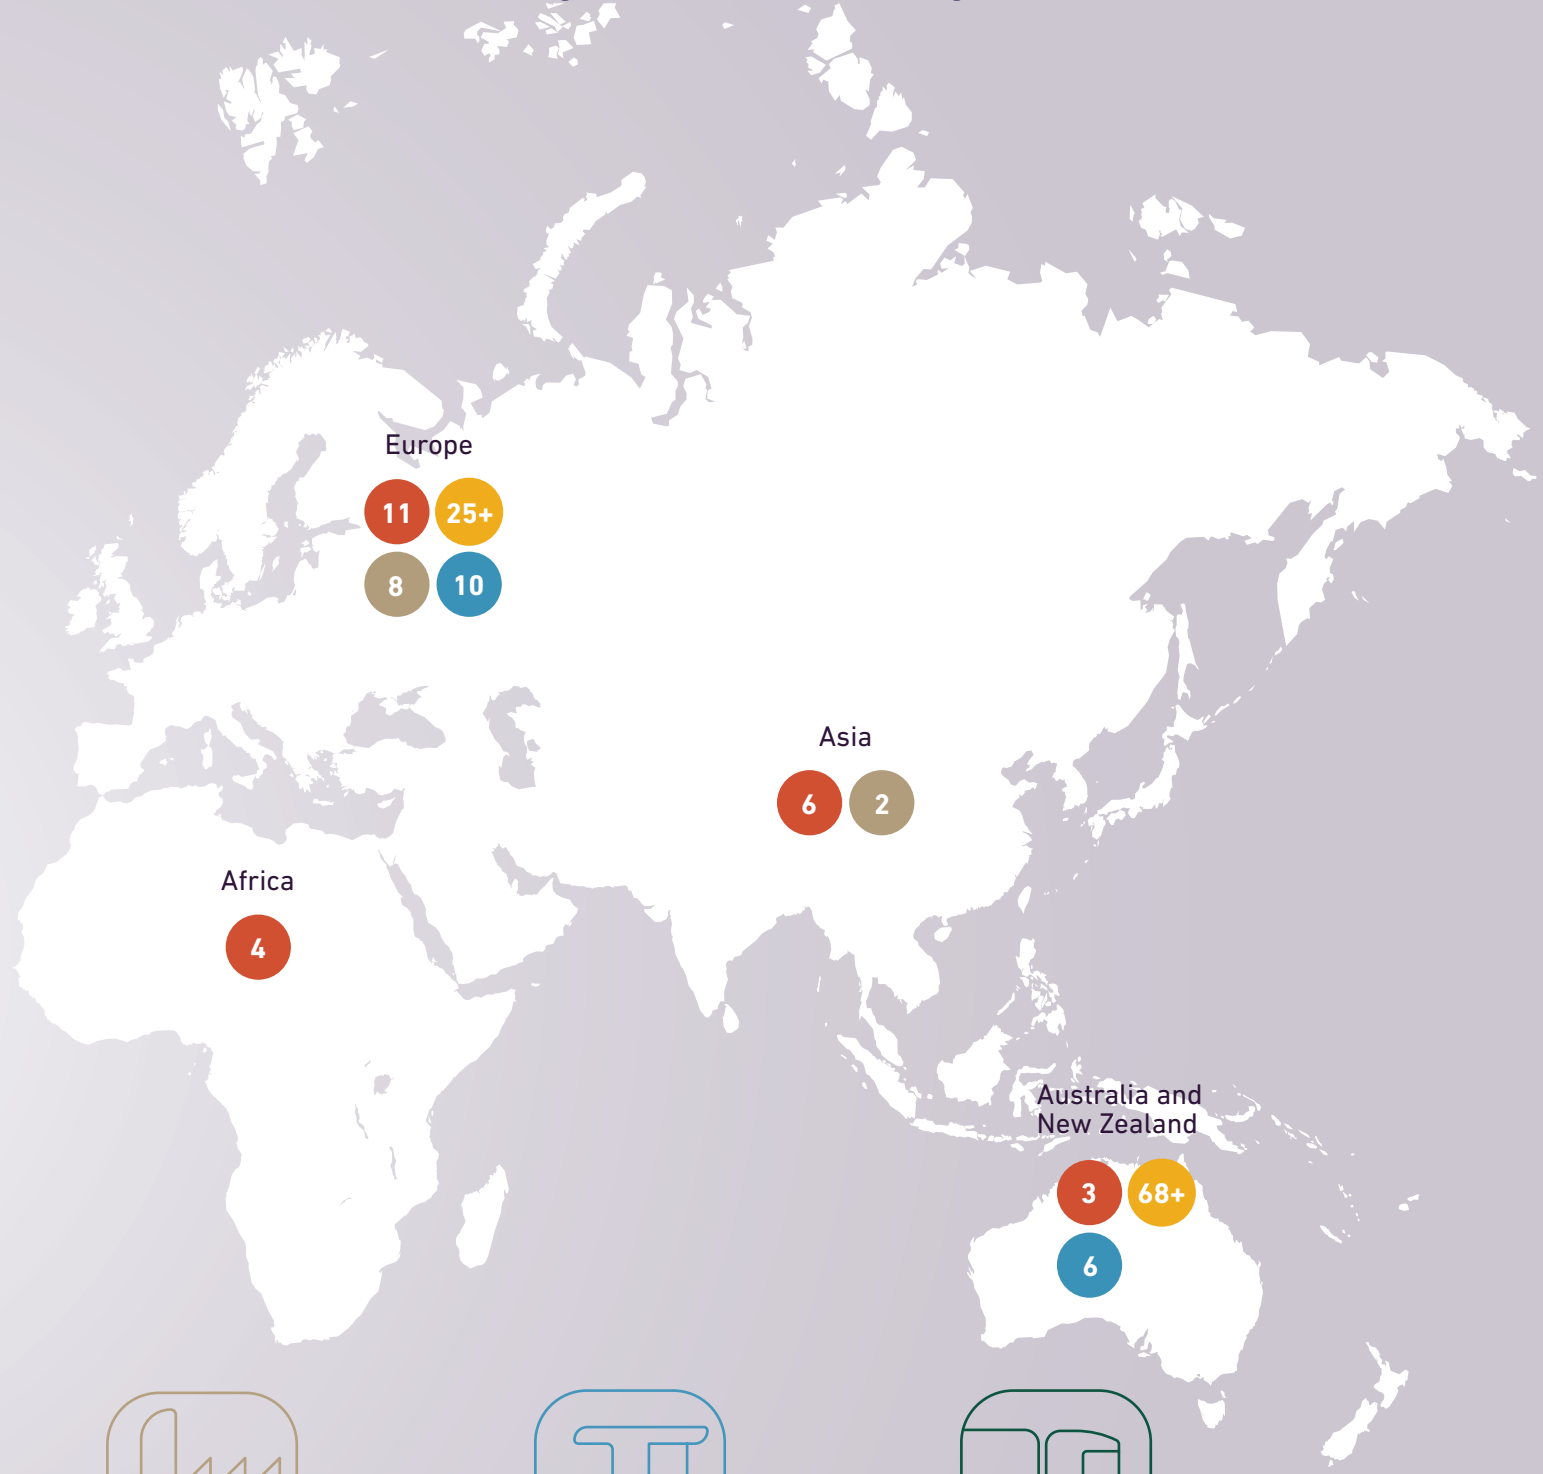 Europe
11 25+
8 10
Asia
6 2
Africa
4
Australia and
New Zealand
3 68+
6